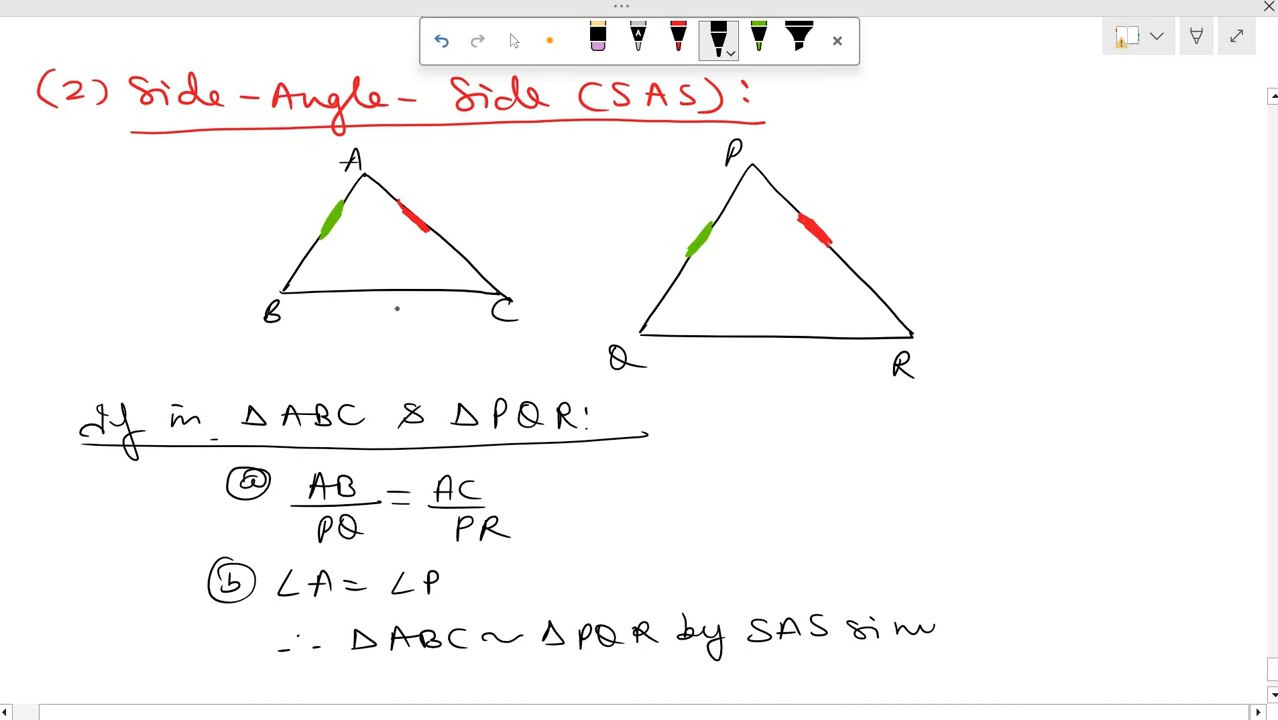 (2) Side-Angle- Side (SAS):
A
P
B
C
Q
R
If in ΔABC & ΔPQR:
(a) AB/PQ = AC/PR
(b) ∠A = ∠P
∴ ΔABC ~ ΔPQR by SAS sim